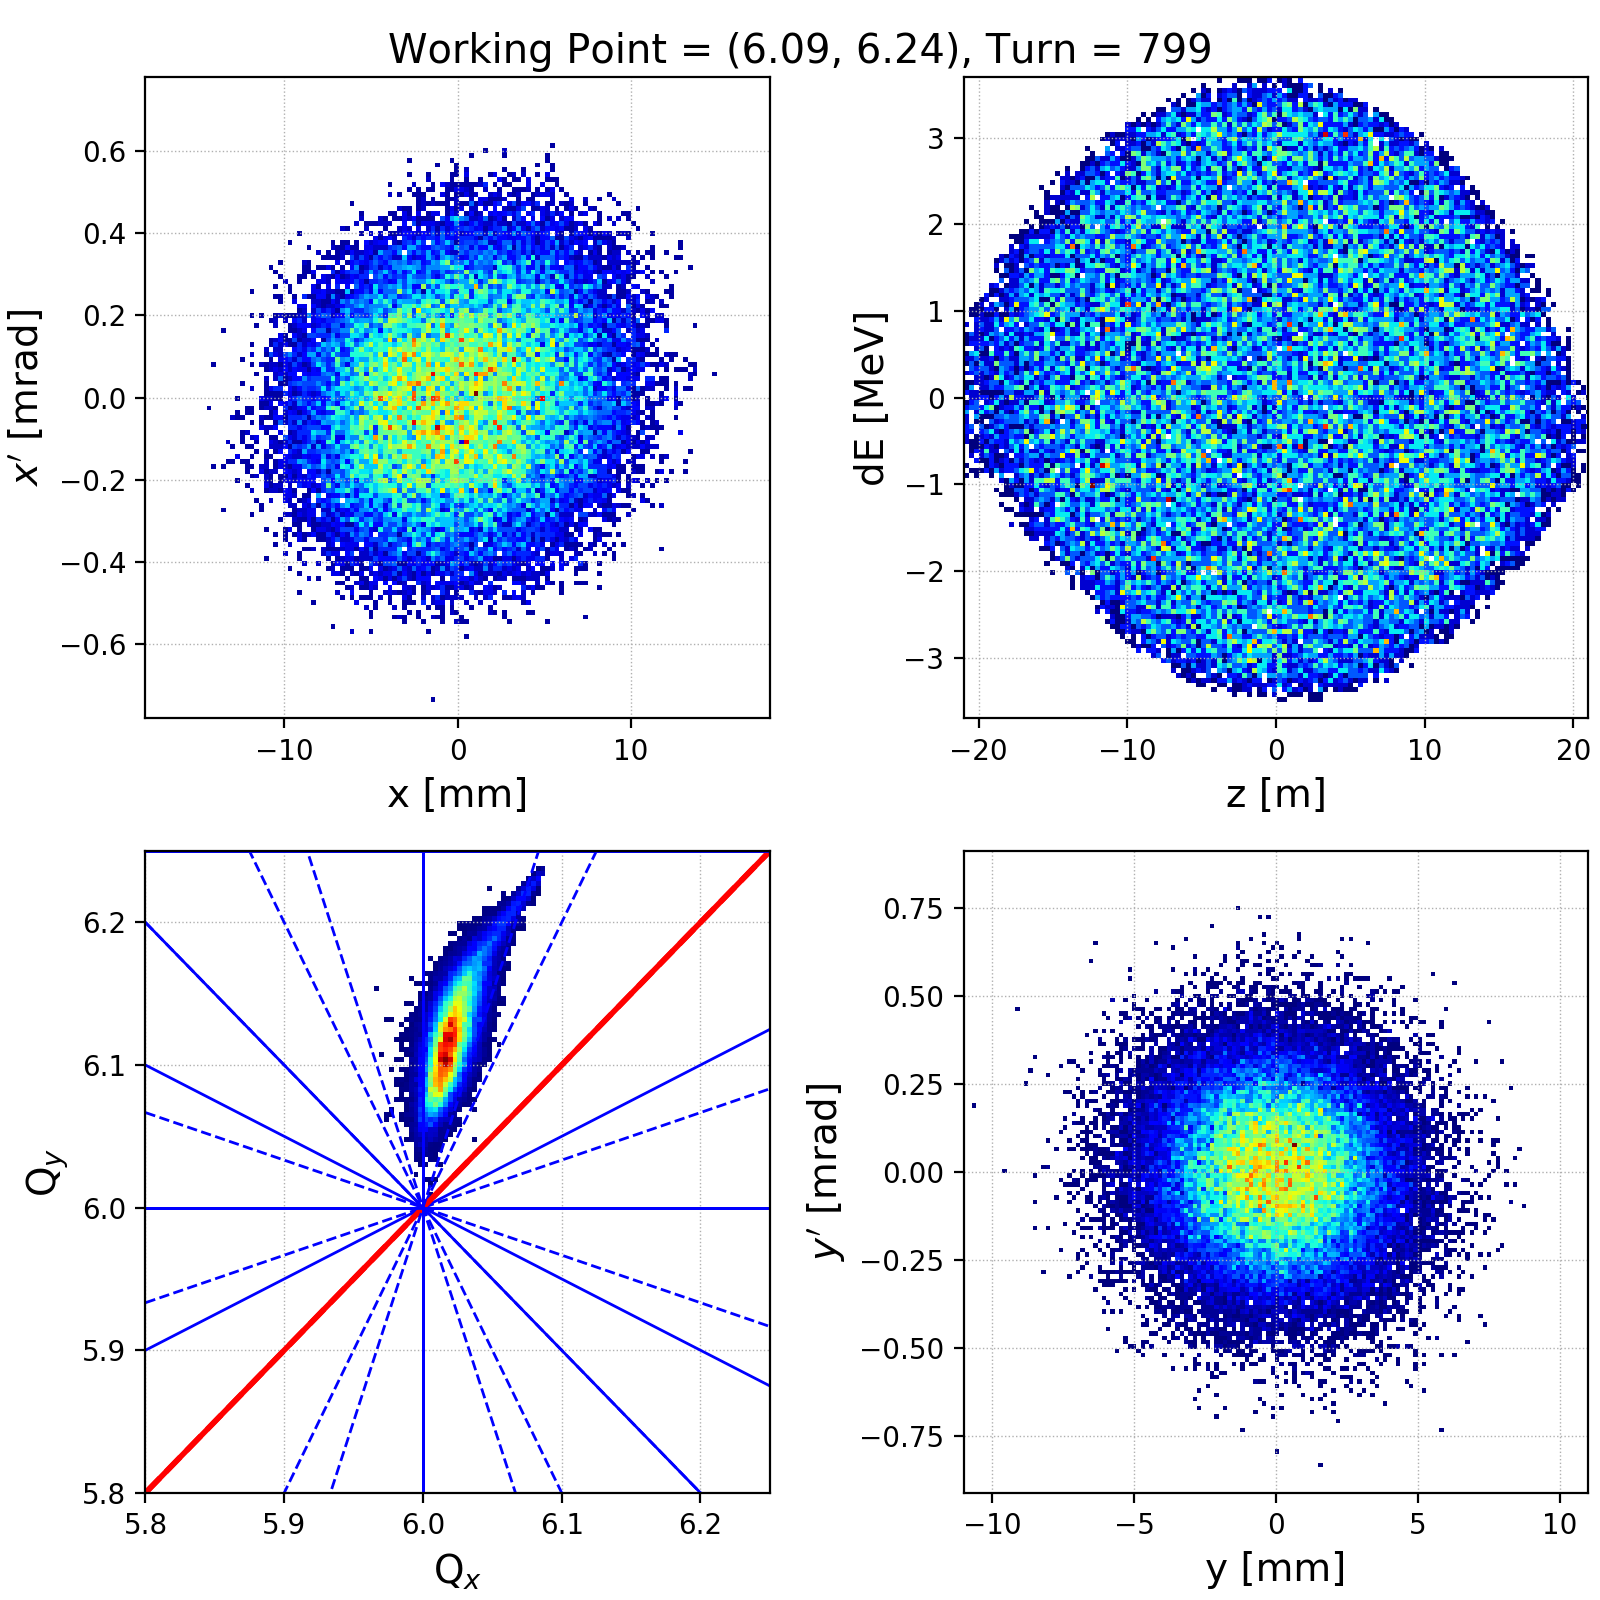 Working Point = (6.09, 6.24), Turn = 799
0.6
0.4
0.2
0.0
−0.2
−0.4
−0.6
x′ [mrad]
−10 0 10
x [mm]
3
2
1
0
−1
−2
−3
dE [MeV]
−20 −10 0 10 20
z [m]
6.2
6.1
6.0
5.9
5.8
Qy
5.8 5.9 6.0 6.1 6.2
Qx
0.75
0.50
0.25
0.00
−0.25
−0.50
−0.75
y′ [mrad]
−10 −5 0 5 10
y [mm]